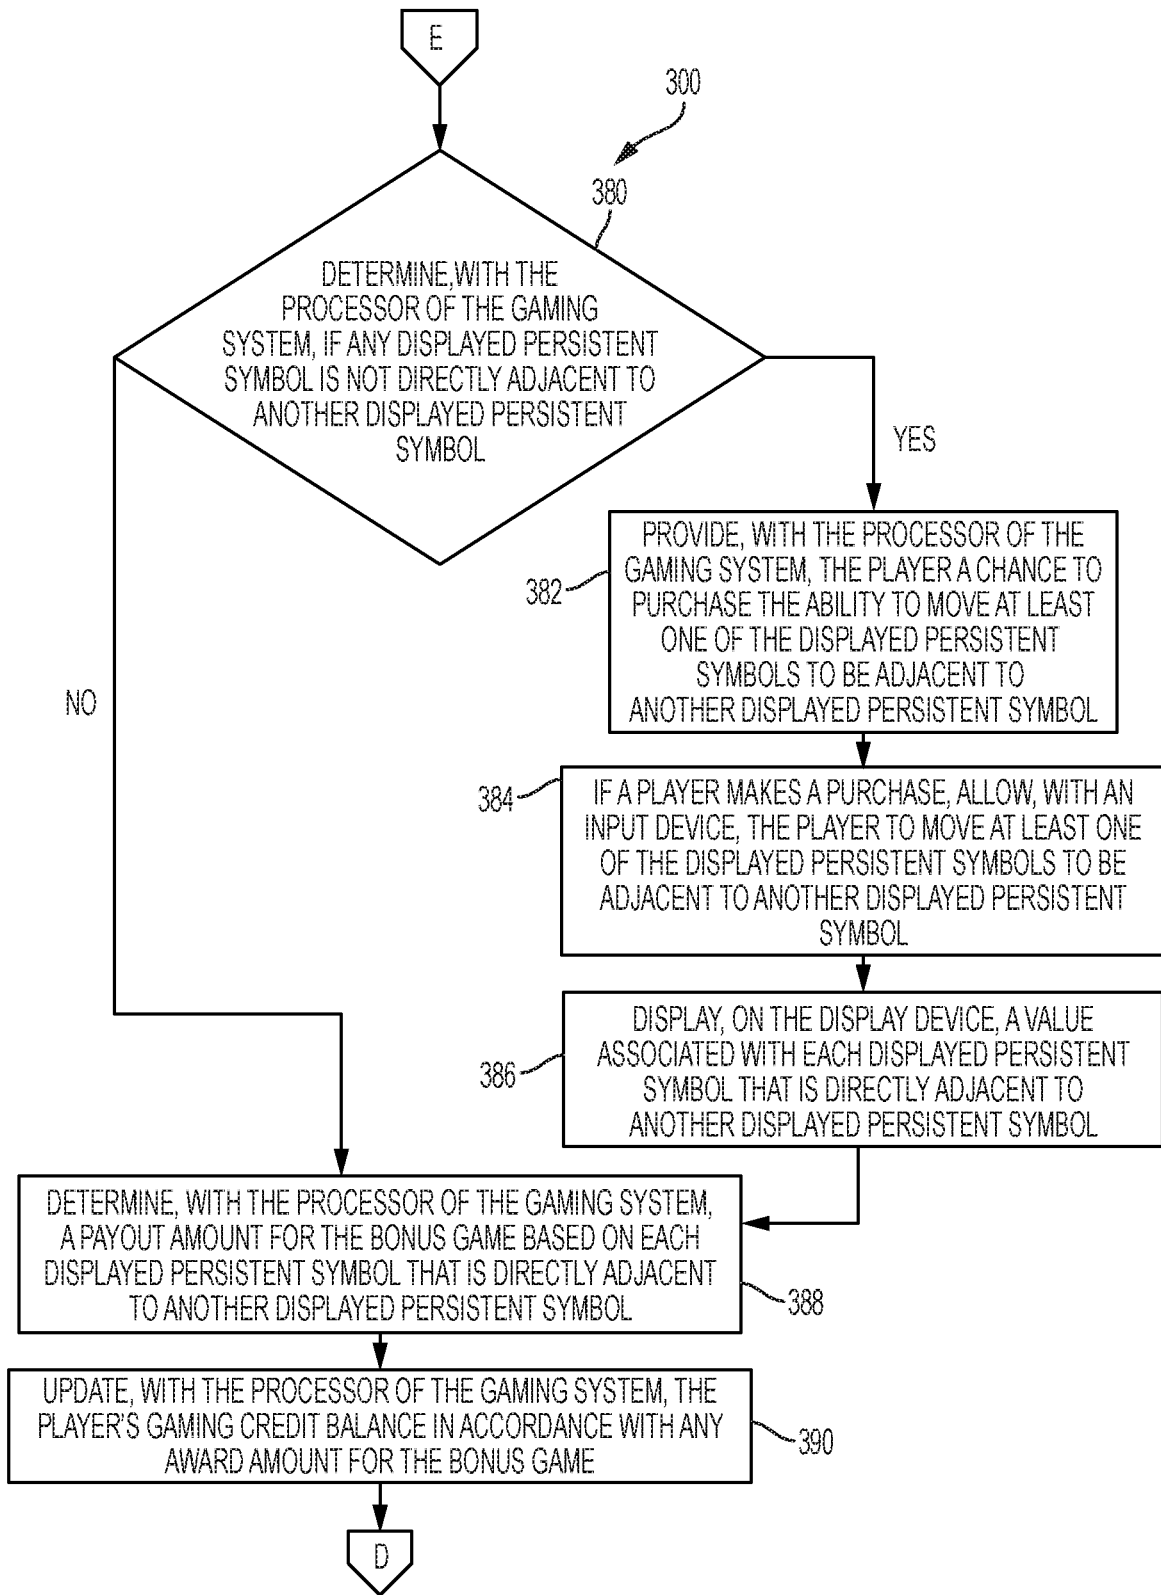 E
300
380
DETERMINE,WITH THE
PROCESSOR OF THE GAMING
SYSTEM, IF ANY DISPLAYED PERSISTENT
SYMBOL IS NOT DIRECTLY ADJACENT TO
ANOTHER DISPLAYED PERSISTENT
SYMBOL
YES
NO
382
PROVIDE, WITH THE PROCESSOR OF THE
GAMING SYSTEM, THE PLAYER A CHANCE TO
PURCHASE THE ABILITY TO MOVE AT LEAST
ONE OF THE DISPLAYED PERSISTENT
SYMBOLS TO BE ADJACENT TO
ANOTHER DISPLAYED PERSISTENT SYMBOL
384
IF A PLAYER MAKES A PURCHASE, ALLOW, WITH AN
INPUT DEVICE, THE PLAYER TO MOVE AT LEAST ONE
OF THE DISPLAYED PERSISTENT SYMBOLS TO BE
ADJACENT TO ANOTHER DISPLAYED PERSISTENT
SYMBOL
386
DISPLAY, ON THE DISPLAY DEVICE, A VALUE
ASSOCIATED WITH EACH DISPLAYED PERSISTENT
SYMBOL THAT IS DIRECTLY ADJACENT TO
ANOTHER DISPLAYED PERSISTENT SYMBOL
DETERMINE, WITH THE PROCESSOR OF THE GAMING SYSTEM,
A PAYOUT AMOUNT FOR THE BONUS GAME BASED ON EACH
DISPLAYED PERSISTENT SYMBOL THAT IS DIRECTLY ADJACENT
TO ANOTHER DISPLAYED PERSISTENT SYMBOL
388
UPDATE, WITH THE PROCESSOR OF THE GAMING SYSTEM, THE
PLAYER'S GAMING CREDIT BALANCE IN ACCORDANCE WITH ANY
AWARD AMOUNT FOR THE BONUS GAME
390
D